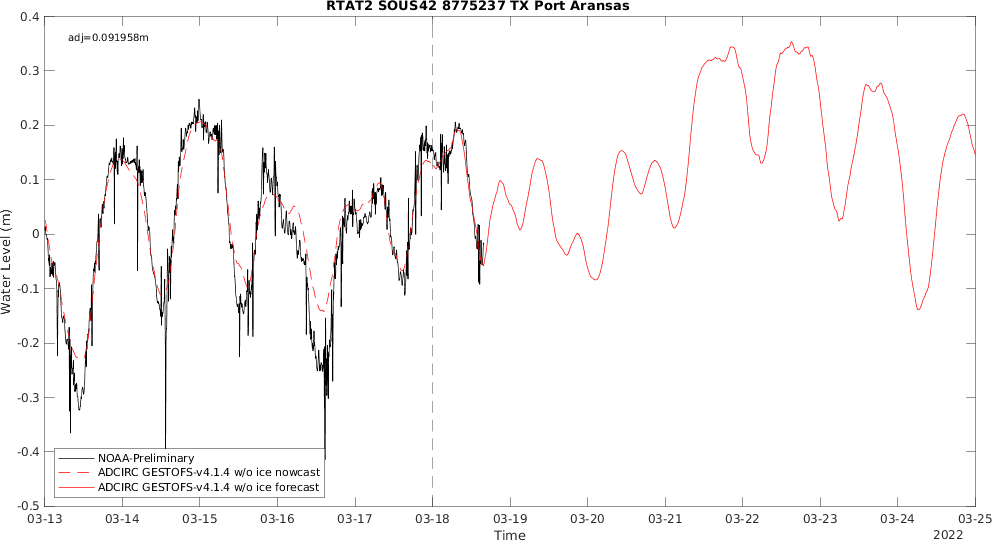 RTAT2 SOUS42 8775237 TX Port Aransas
adj=0.091958m
0.4
0.3
0.2
0.1
0
-0.1
-0.2
-0.3
-0.4
-0.5
Water Level (m)
NOAA-Preliminary
ADCIRC GESTOFS-v4.1.4 w/o ice nowcast
ADCIRC GESTOFS-v4.1.4 w/o ice forecast
03-13 03-14 03-15 03-16 03-17 03-18 03-19 03-20 03-21 03-22 03-23 03-24 03-25
Time
2022